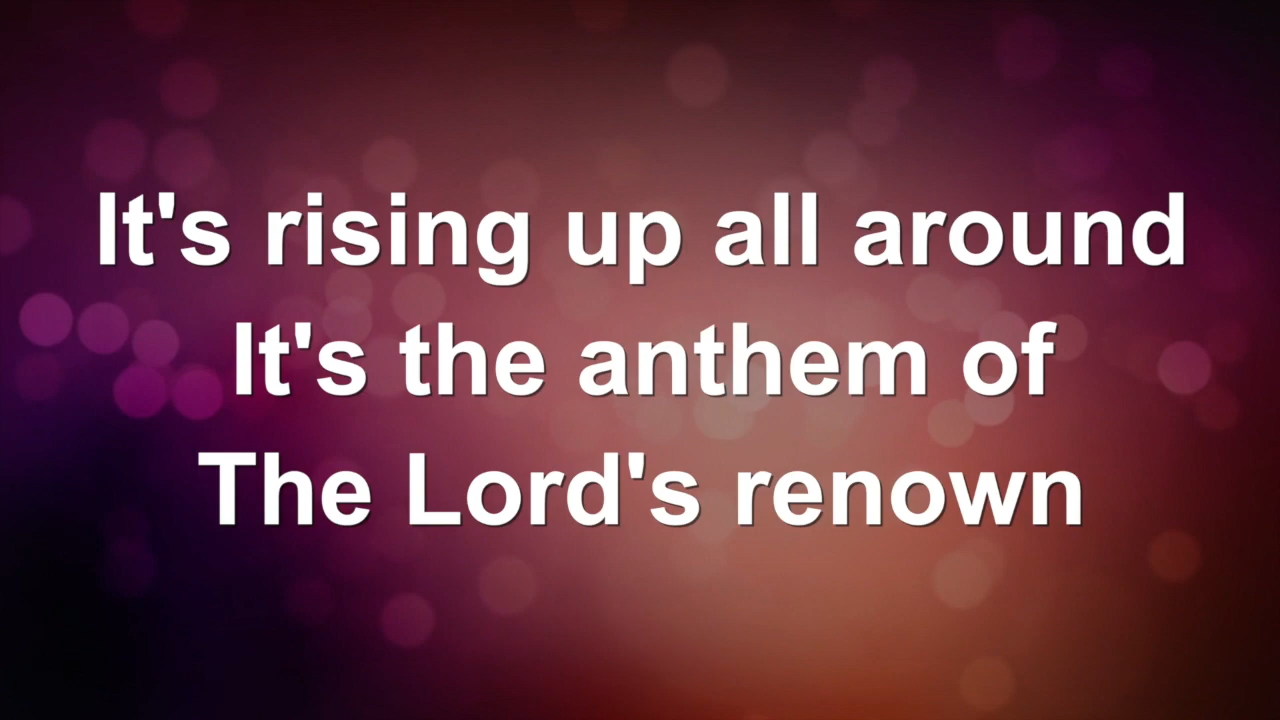 It's rising up all around
It's the anthem of
The Lord's renown